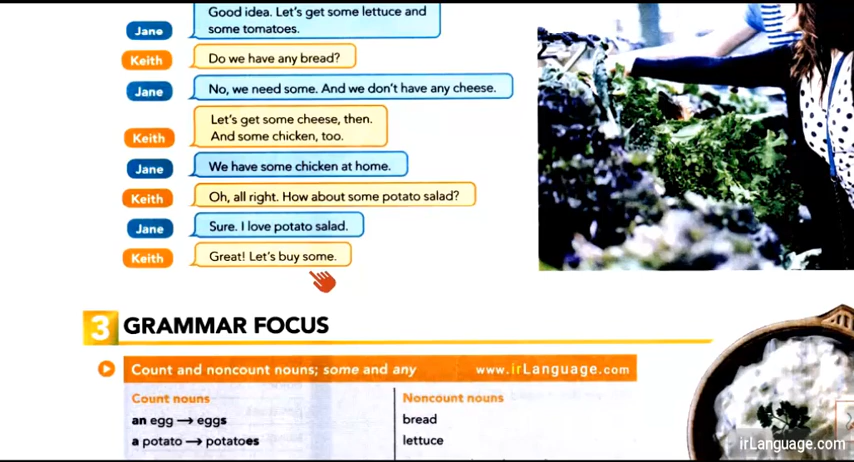 Good idea. Let's get some lettuce and
Jane some tomatoes.
Keith Do we have any bread?
Jane No, we need some. And we don't have any cheese.
Let's get some cheese, then.
Keith And some chicken, too.
Jane We have some chicken at home.
Keith Oh, all right. How about some potato salad?
Jane Sure. I love potato salad.
Keith Great! Let's buy some.
3 GRAMMAR FOCUS
Count and noncount nouns; some and any www.irLanguage.com
Count nouns Noncount nouns
an egg → eggs bread
a potato → potatoes lettuce
irLanguage.com